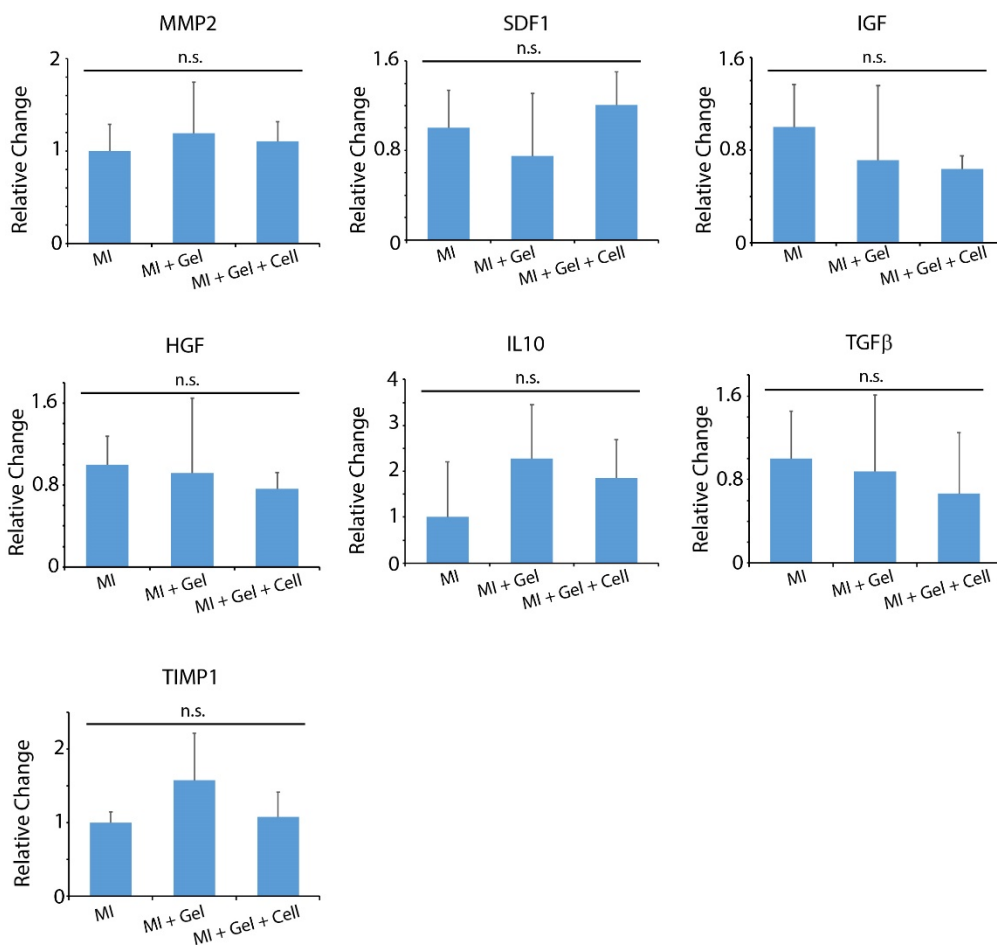 MMP2
n.s.
Relative Change
2
1
0
MI
MI + Gel
MI + Gel + Cell
SDF1
n.s.
Relative Change
1.6
0.8
0
MI
MI + Gel
MI + Gel + Cell
IGF
n.s.
Relative Change
1.6
0.8
0
MI
MI + Gel
MI + Gel + Cell
HGF
n.s.
Relative Change
1.6
0.8
0
MI
MI + Gel
MI + Gel + Cell
IL10
n.s.
Relative Change
4
3
2
1
0
MI
MI + Gel
MI + Gel + Cell
TGFβ
n.s.
Relative Change
1.6
0.8
0
MI
MI + Gel
MI + Gel + Cell
TIMP1
n.s.
Relative Change
2
1
0
MI
MI + Gel
MI + Gel + Cell